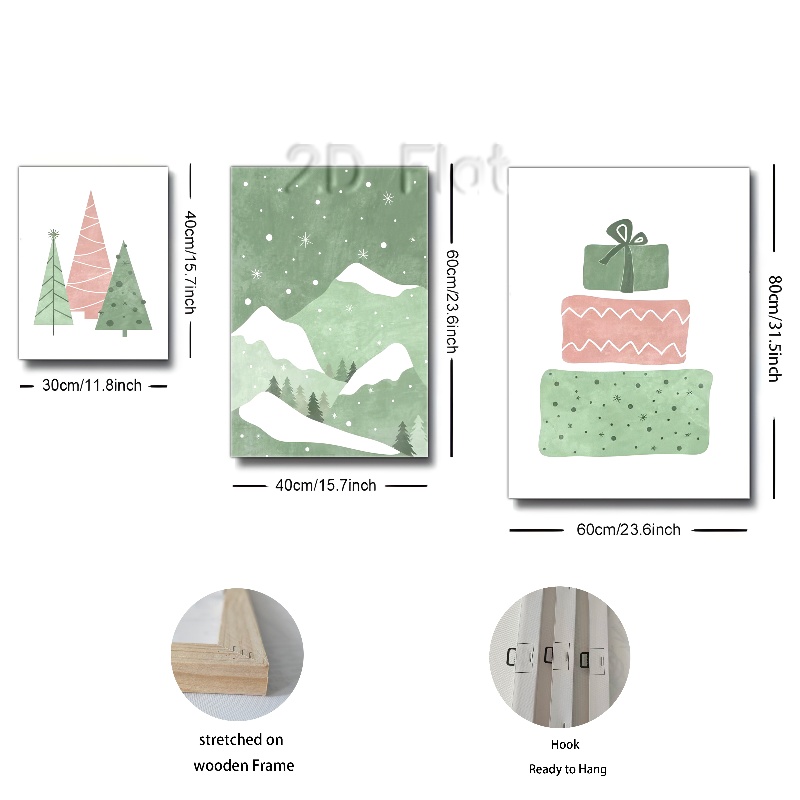 2D Flat
40cm/15.7inch
30cm/11.8inch
60cm/23.6inch
40cm/15.7inch
80cm/31.5inch
60cm/23.6inch
stretched on
wooden Frame
Hook
Ready to Hang